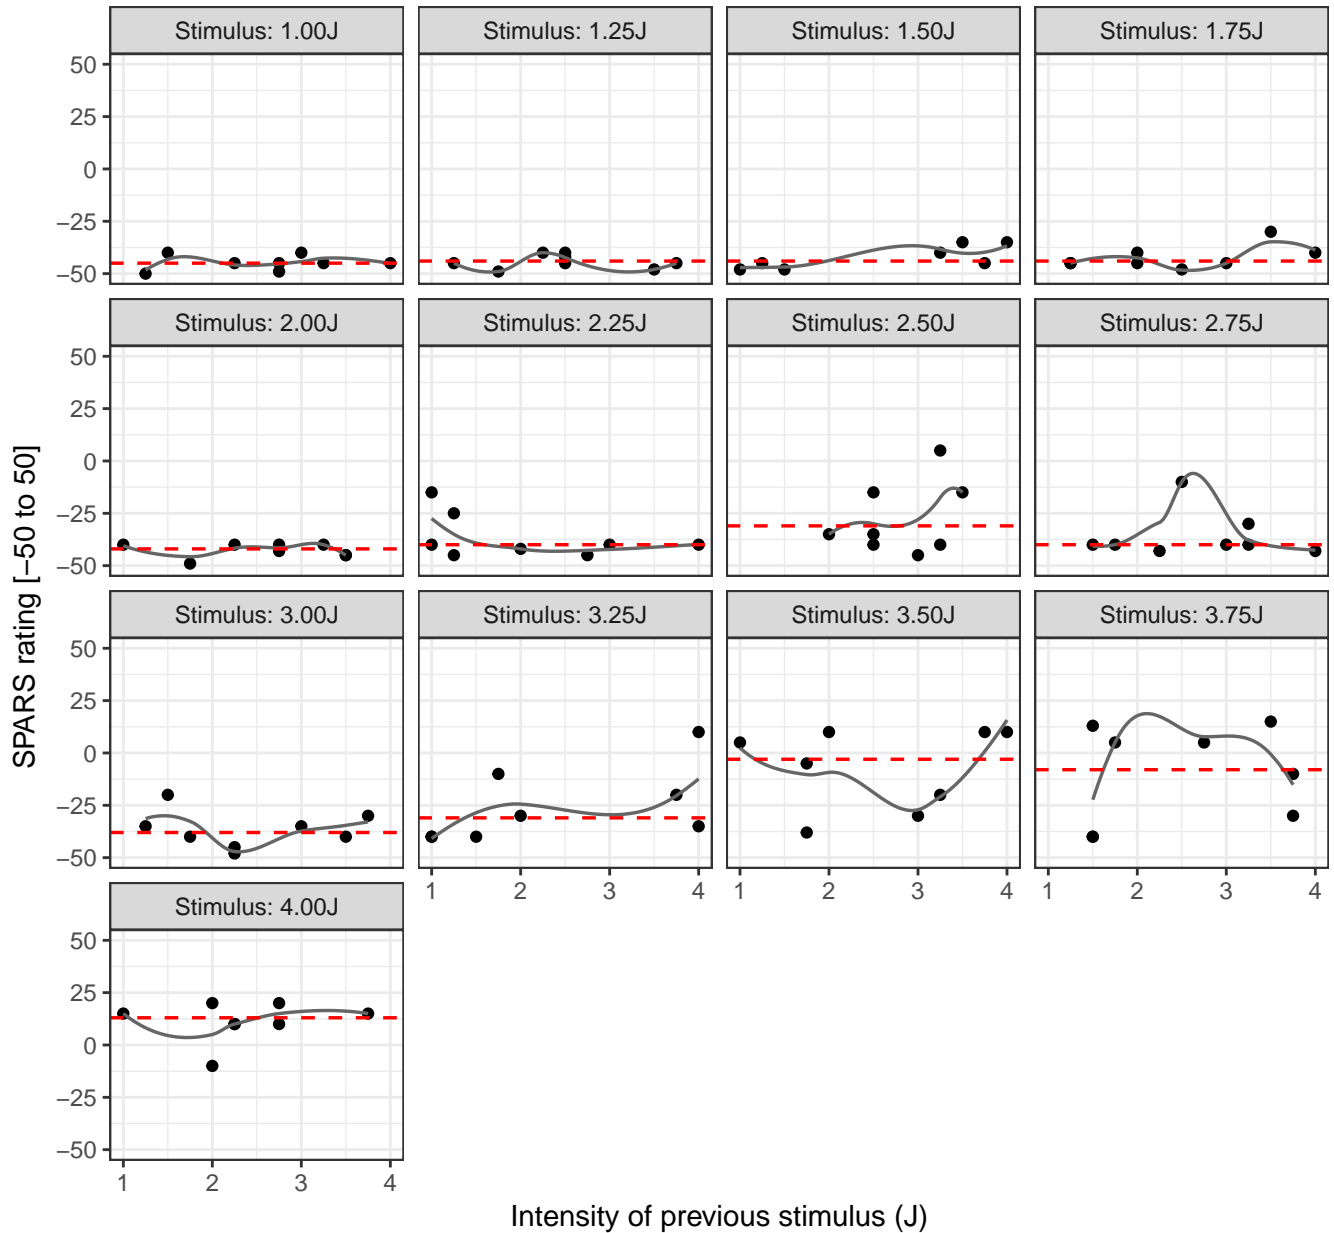 Stimulus: 1.00J
Stimulus: 1.25J
Stimulus: 1.50J
Stimulus: 1.75J
50
25
0
−25
−50
Stimulus: 2.00J
Stimulus: 2.25J
Stimulus: 2.50J
Stimulus: 2.75J
50
25
0
−25
−50
SPARS rating [−50 to 50]
Stimulus: 3.00J
Stimulus: 3.25J
Stimulus: 3.50J
Stimulus: 3.75J
50
25
0
−25
−50
1 2 3 4
1 2 3 4
1 2 3 4
Stimulus: 4.00J
50
25
0
−25
−50
1 2 3 4
Intensity of previous stimulus (J)